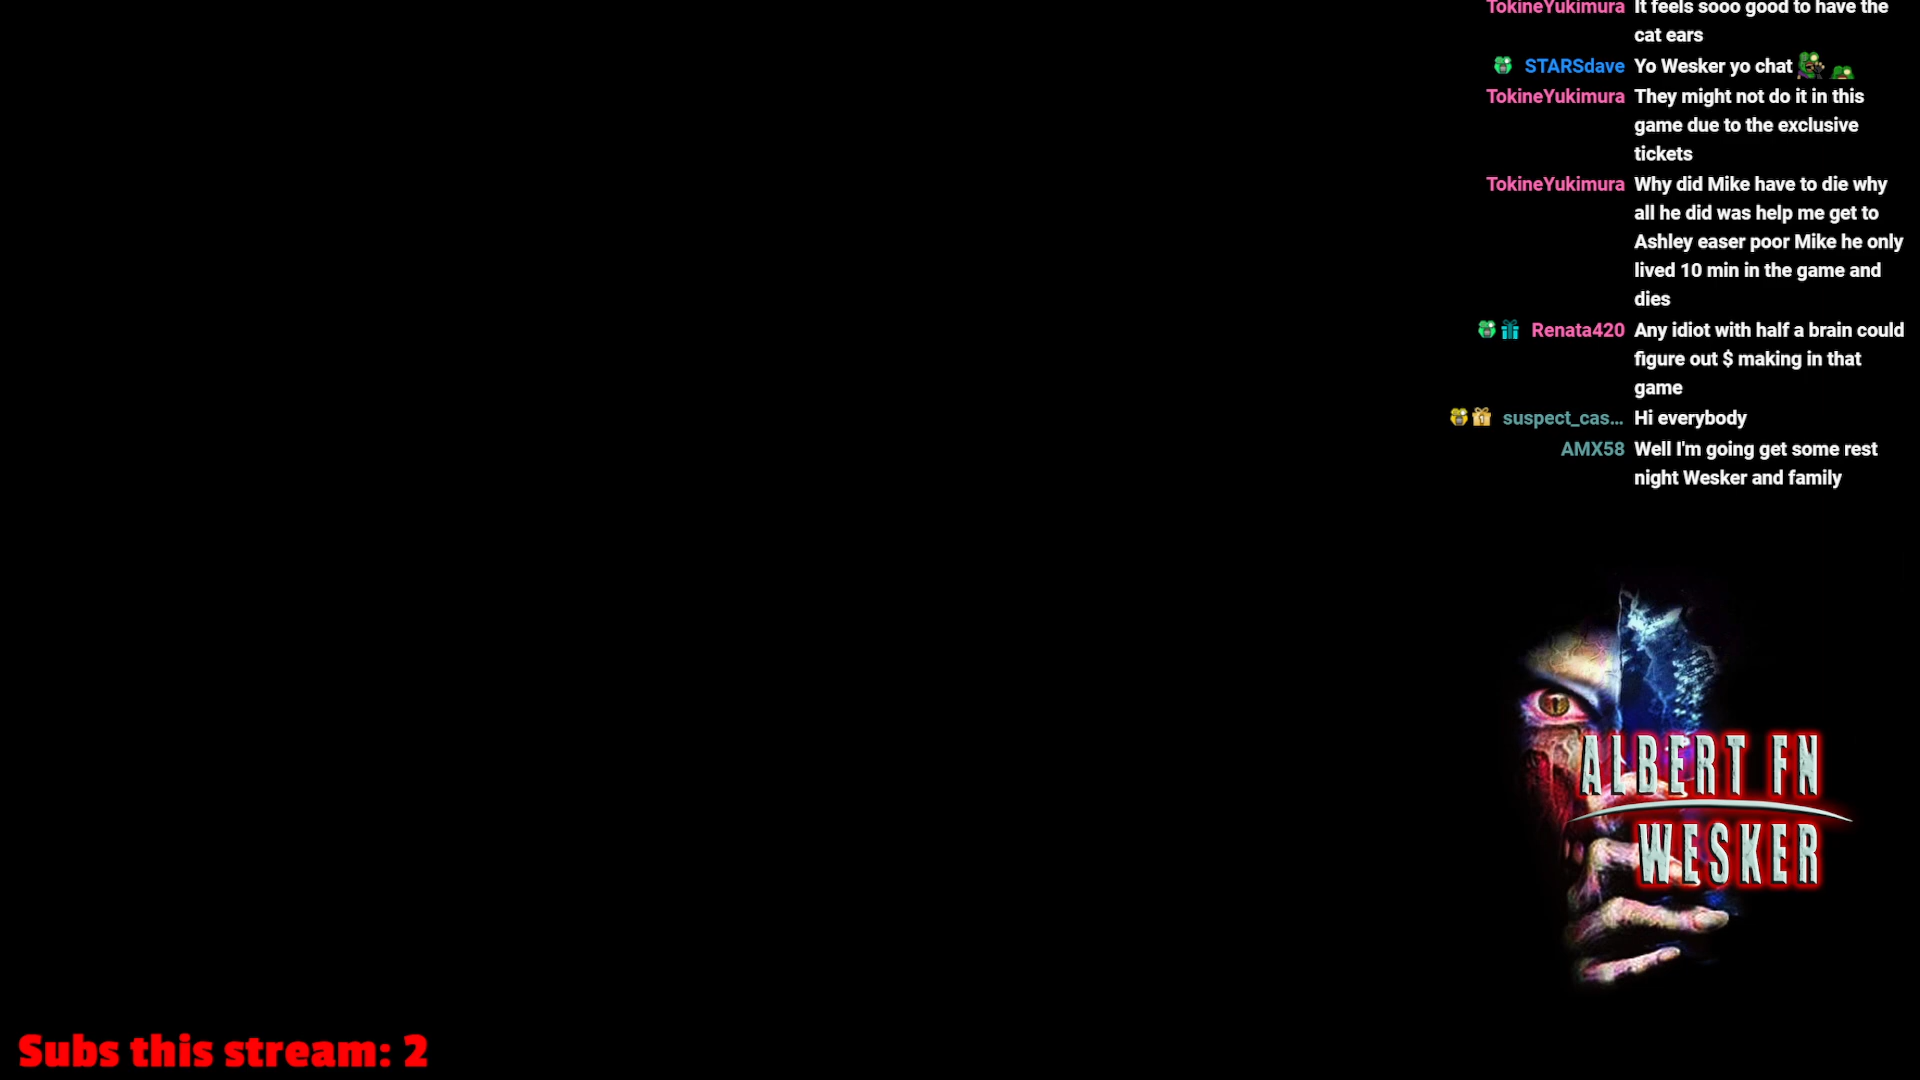 TokineYukimura It feels sooo good to have the
cat ears
STARSdave Yo Wesker yo chat
TokineYukimura They might not do it in this
game due to the exclusive
tickets
TokineYukimura Why did Mike have to die why
all he did was help me get to
Ashley easer poor Mike he only
lived 10 min in the game and
dies
Renata420 Any idiot with half a brain could
figure out $ making in that
game
suspect_cas... Hi everybody
AMX58 Well I'm going get some rest
night Wesker and family
ALBERT FN
WESKER
Subs this stream: 2